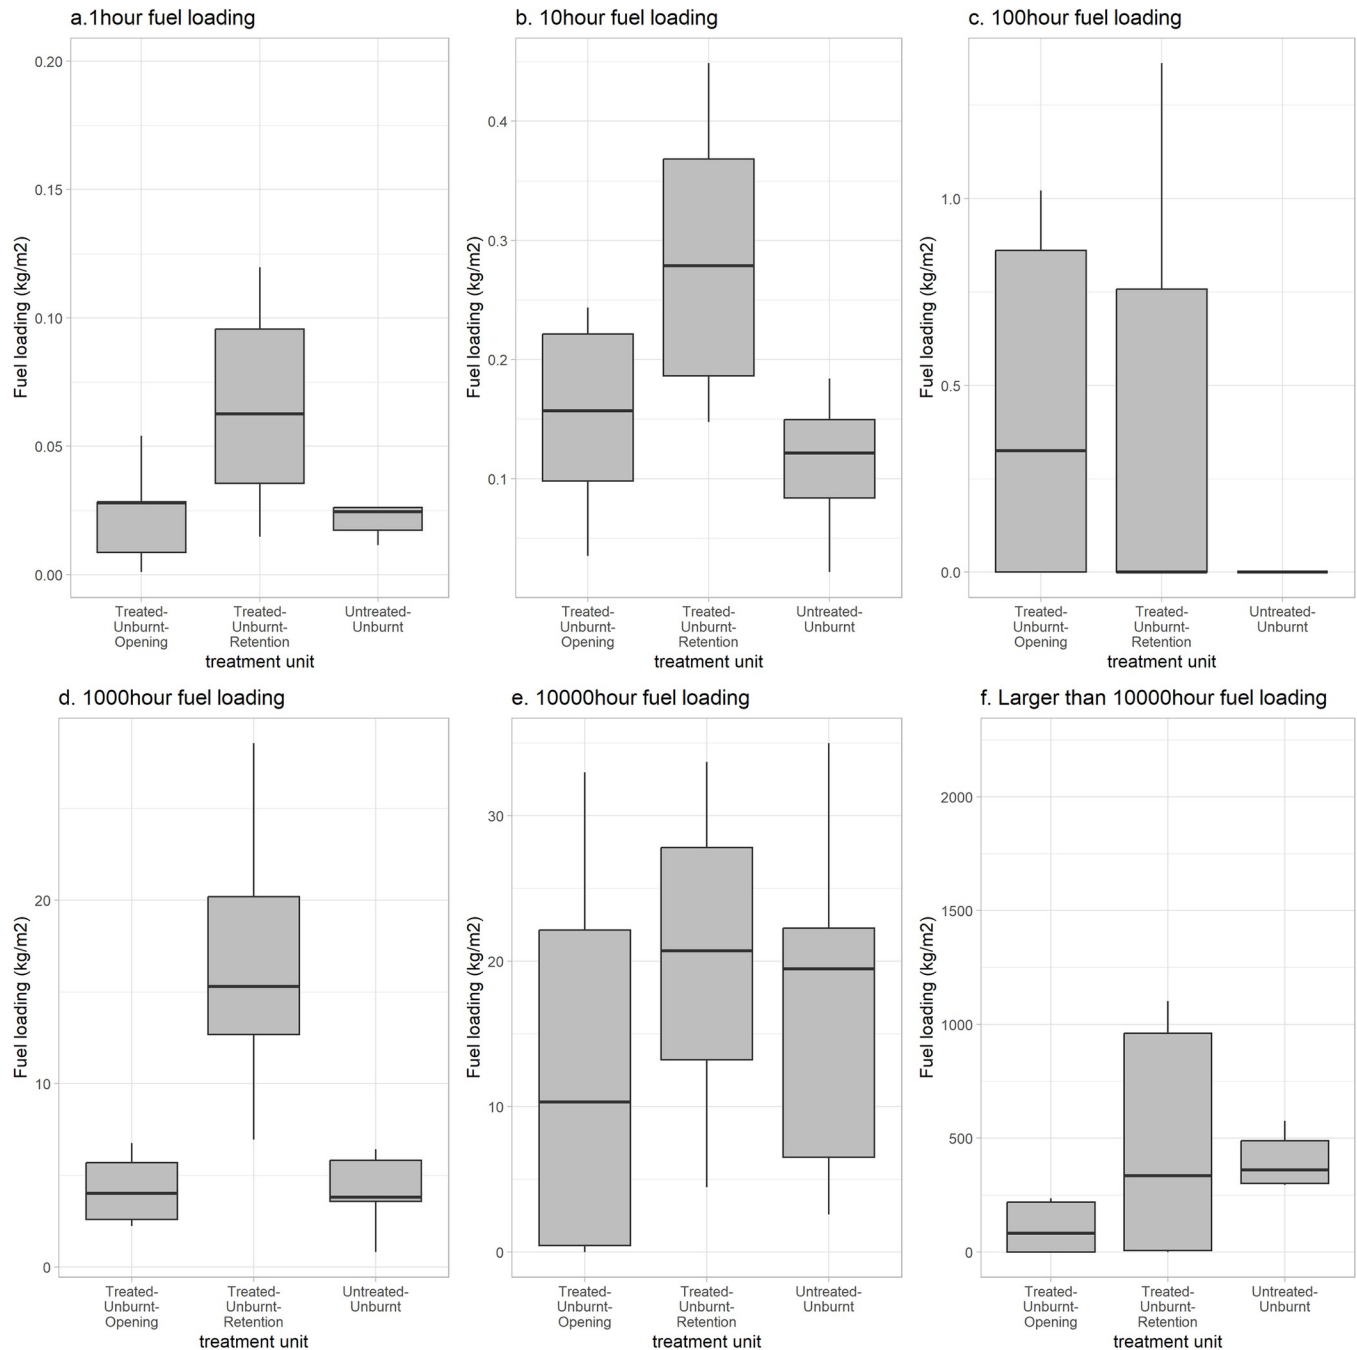 a.1hour fuel loading
Fuel loading (kg/m2)
0.20
0.15
0.10
0.05
0.00
Treated-
Unburnt-
Opening
Treated-
Unburnt-
Retention
Untreated-
Unburnt
treatment unit
b. 10hour fuel loading
Fuel loading (kg/m2)
0.4
0.3
0.2
0.1
Treated-
Unburnt-
Opening
Treated-
Unburnt-
Retention
Untreated-
Unburnt
treatment unit
c. 100hour fuel loading
Fuel loading (kg/m2)
1.0
0.5
0.0
Treated-
Unburnt-
Opening
Treated-
Unburnt-
Retention
Untreated-
Unburnt
treatment unit
d. 1000hour fuel loading
Fuel loading (kg/m2)
20
10
0
Treated-
Unburnt-
Opening
Treated-
Unburnt-
Retention
Untreated-
Unburnt
treatment unit
e. 10000hour fuel loading
Fuel loading (kg/m2)
30
20
10
0
Treated-
Unburnt-
Opening
Treated-
Unburnt-
Retention
Untreated-
Unburnt
treatment unit
f. Larger than 10000hour fuel loading
Fuel loading (kg/m2)
2000
1500
1000
500
0
Treated-
Unburnt-
Opening
Treated-
Unburnt-
Retention
Untreated-
Unburnt
treatment unit